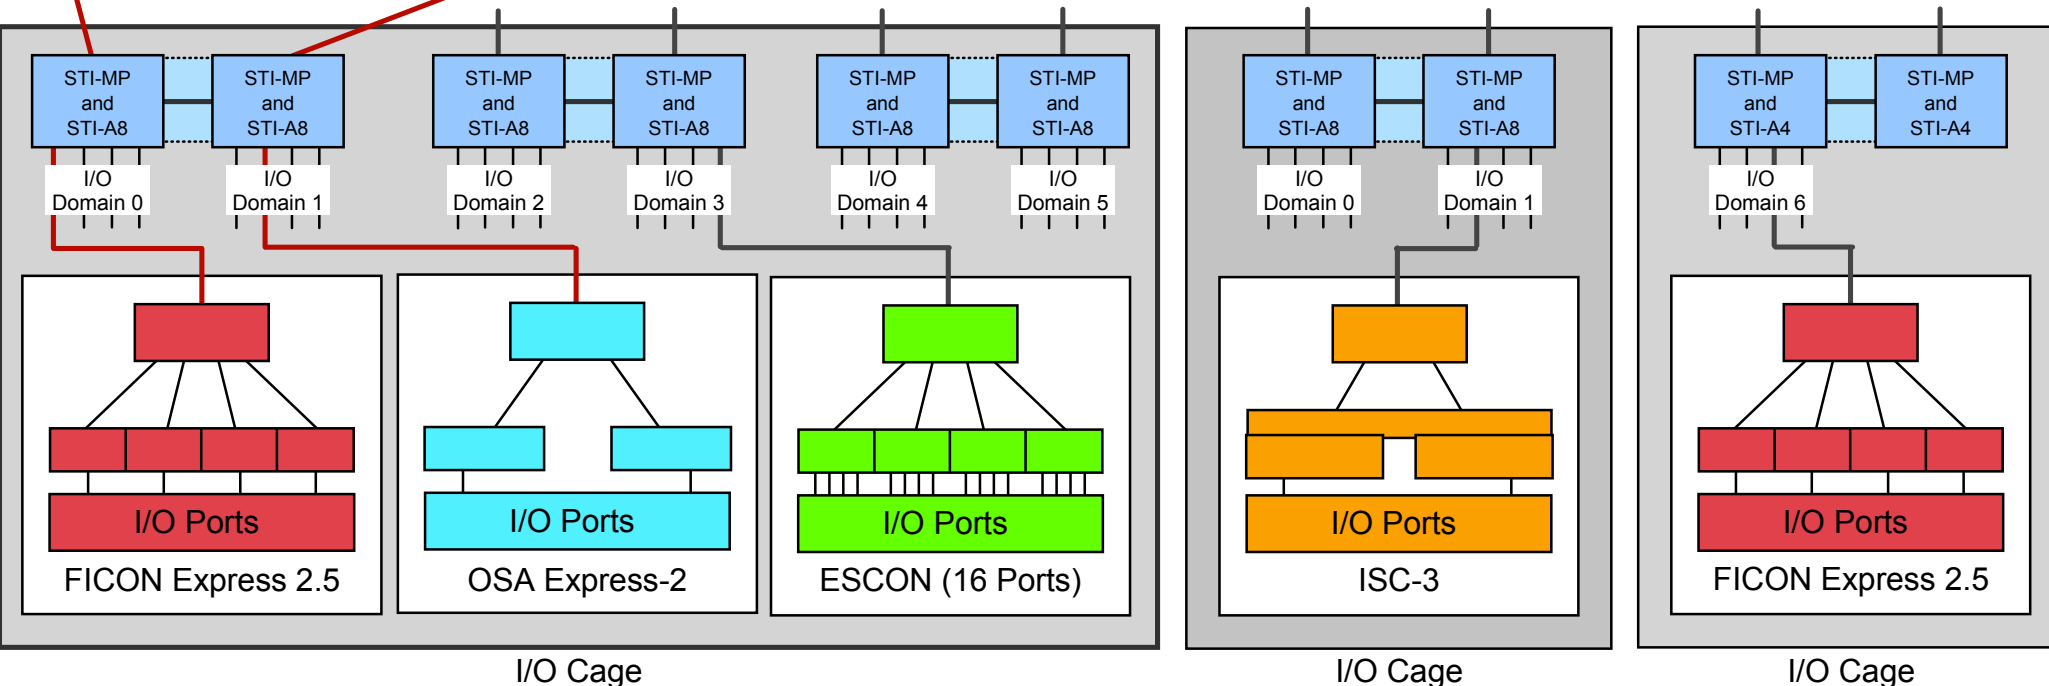 STI-MP
and
STI-A8
STI-MP
and
STI-A8
STI-MP
and
STI-A8
STI-MP
and
STI-A8
STI-MP
and
STI-A8
STI-MP
and
STI-A8
STI-MP
and
STI-A8
STI-MP
and
STI-A8
STI-MP
and
STI-A4
STI-MP
and
STI-A4
I/O
Domain 0
I/O
Domain 1
I/O
Domain 2
I/O
Domain 3
I/O
Domain 4
I/O
Domain 5
I/O
Domain 0
I/O
Domain 1
I/O
Domain 6
I/O Ports
I/O Ports
I/O Ports
I/O Ports
I/O Ports
FICON Express 2.5
OSA Express-2
ESCON (16 Ports)
ISC-3
FICON Express 2.5
I/O Cage
I/O Cage
I/O Cage